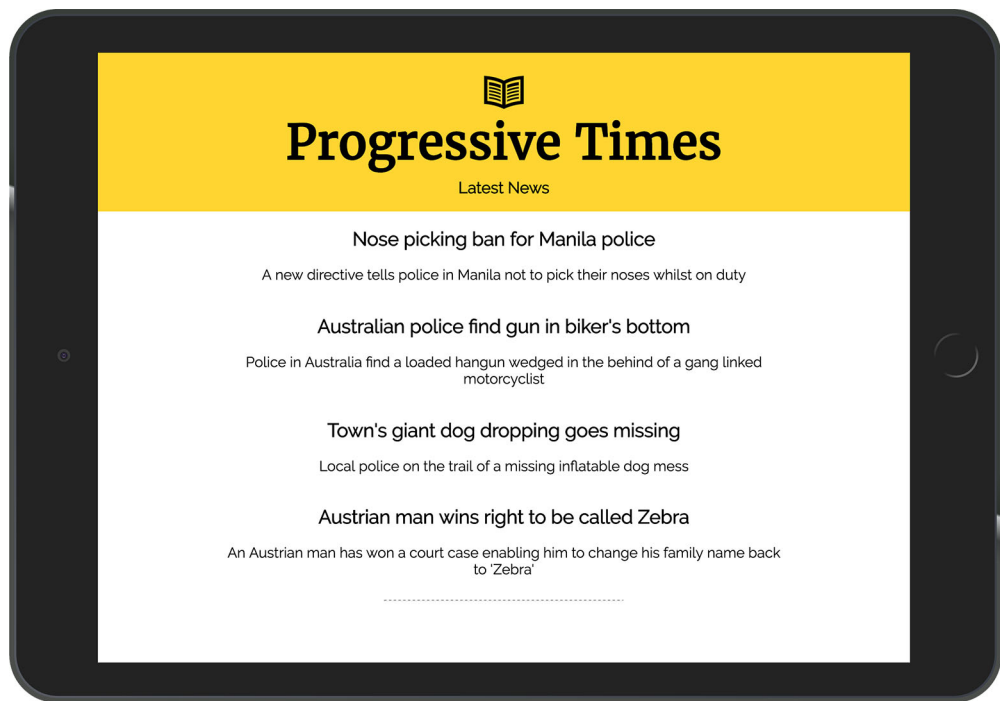 Progressive Times
Latest News
Nose picking ban for Manila police
A new directive tells police in Manila not to pick their noses whilst on duty
Australian police find gun in biker's bottom
Police in Australia find a loaded hangun wedged in the behind of a gang linked
motorcyclist
Town's giant dog dropping goes missing
Local police on the trail of a missing inflatable dog mess
Austrian man wins right to be called Zebra
An Austrian man has won a court case enabling him to change his family name back
to 'Zebra'